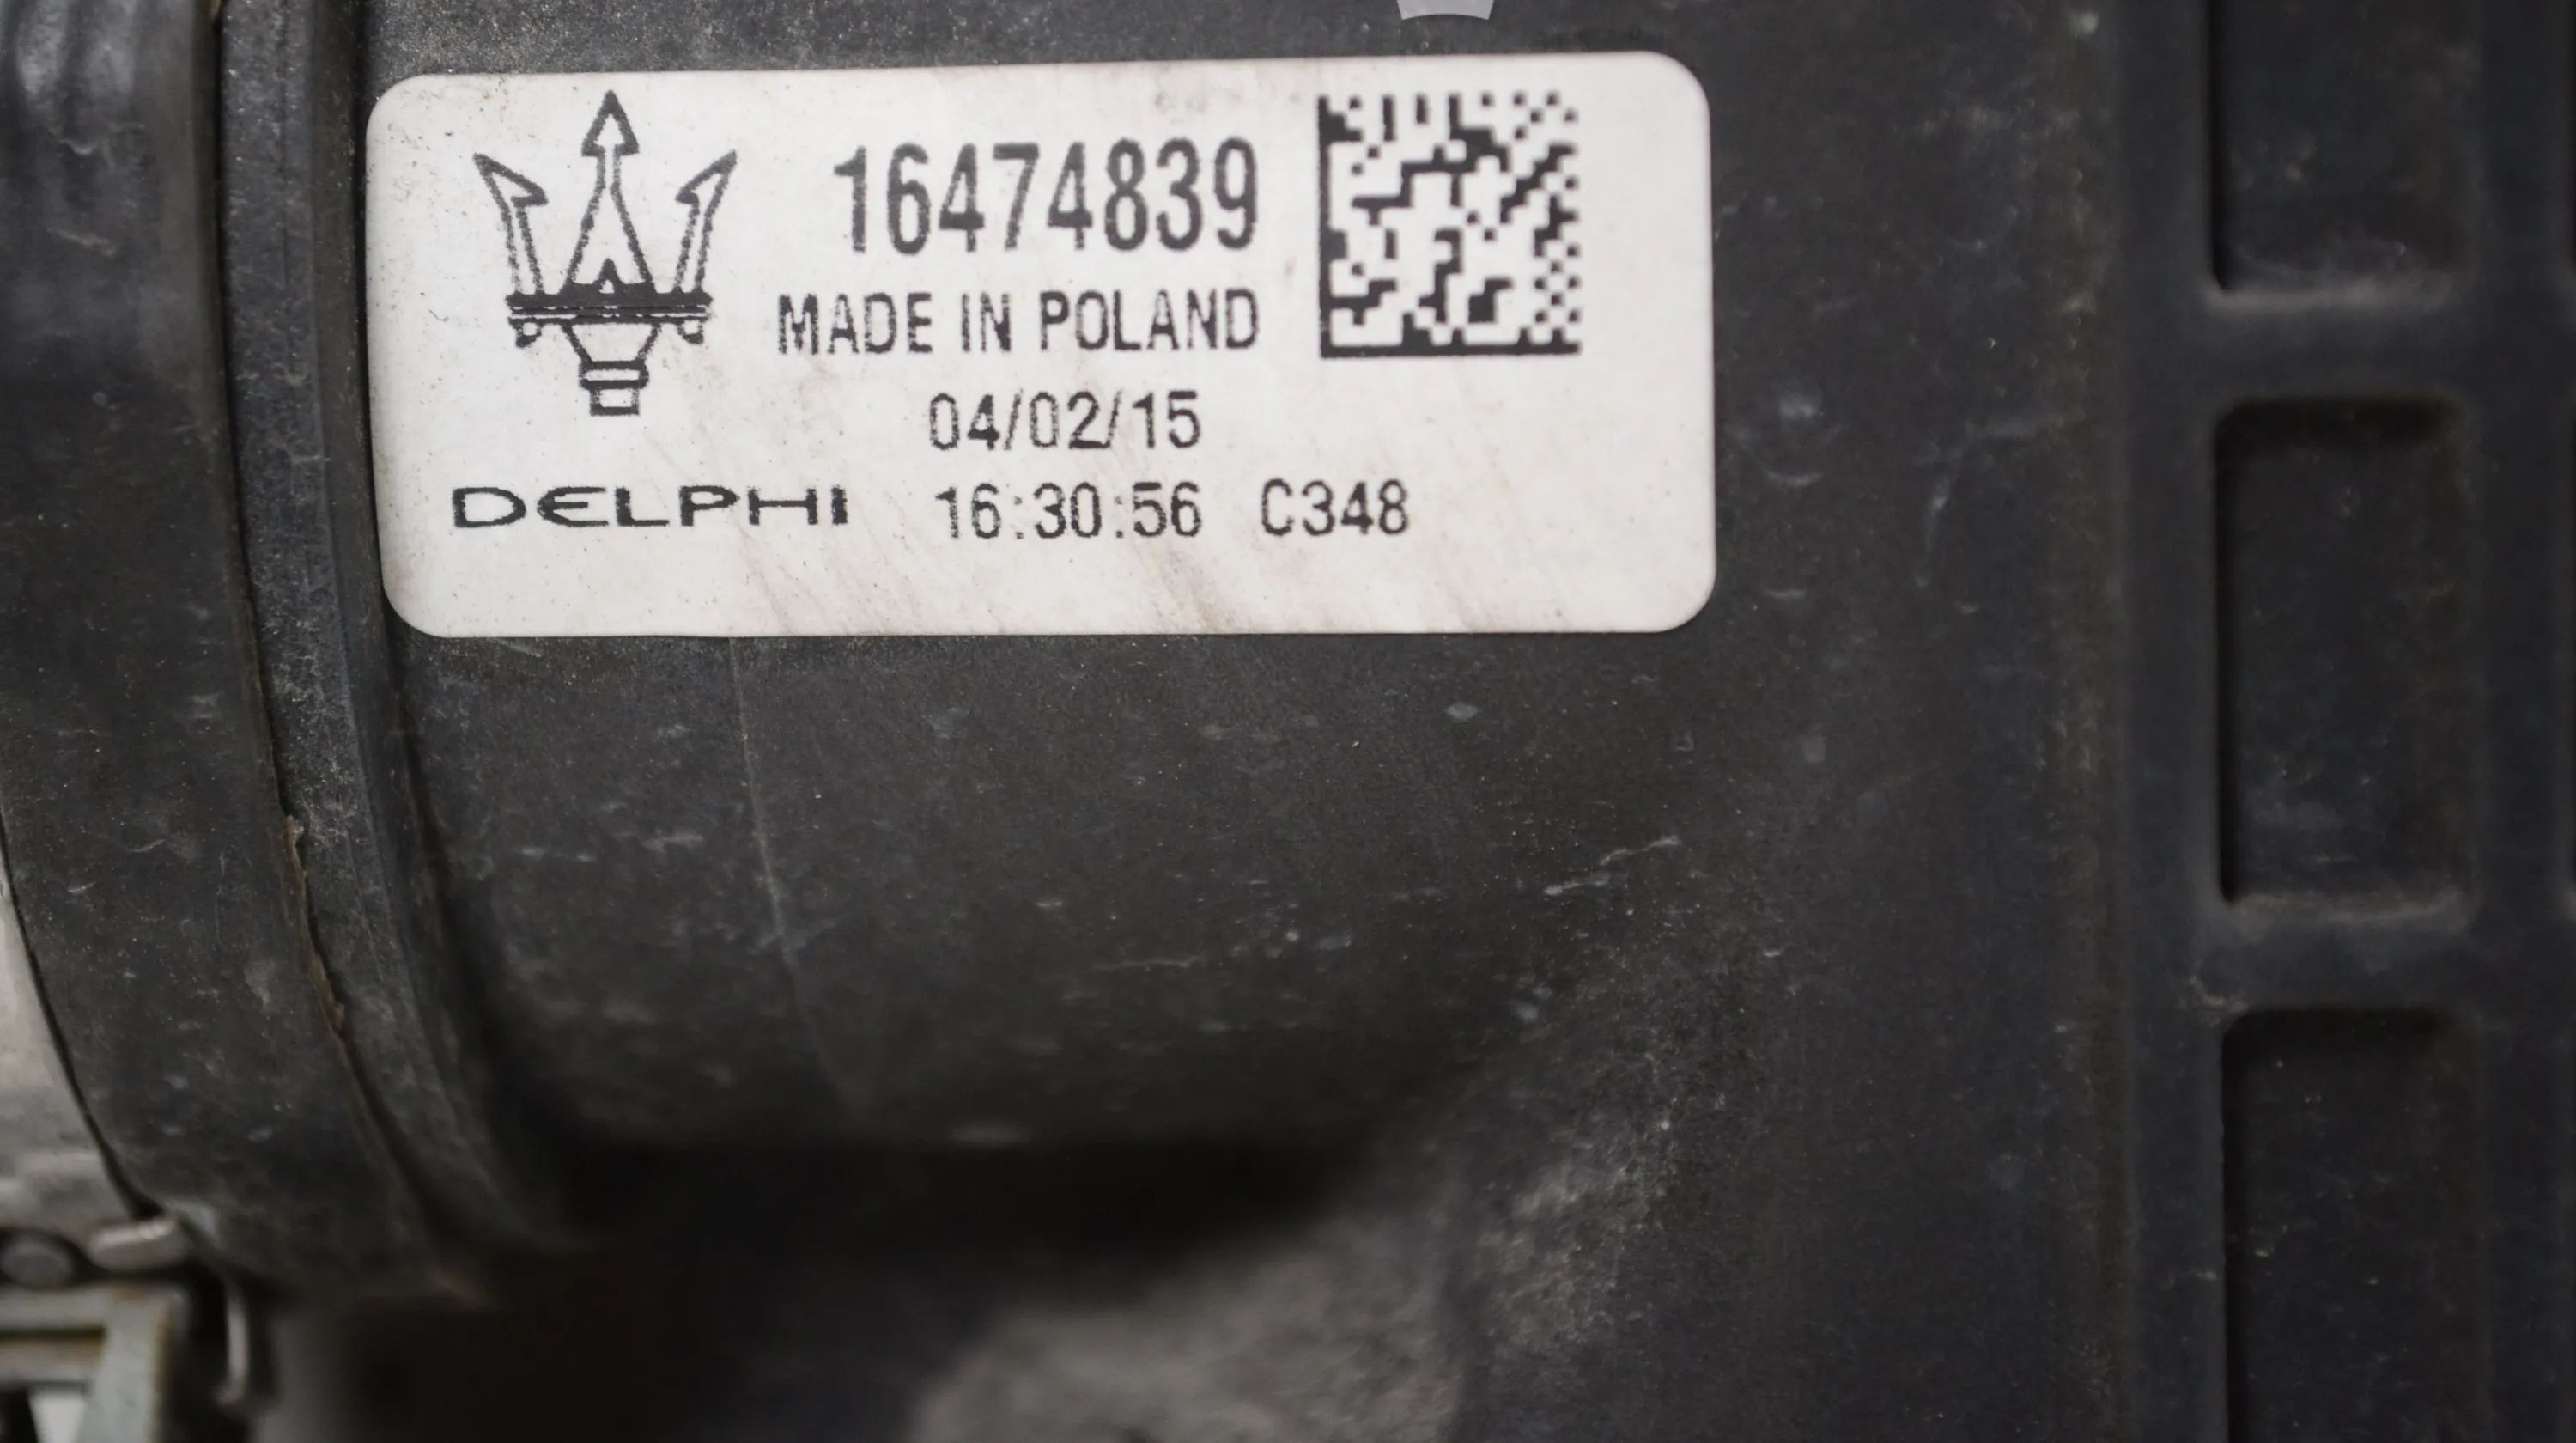 16474839
MADE IN POLAND
04/02/15
DELPHI 16:30:56 C348